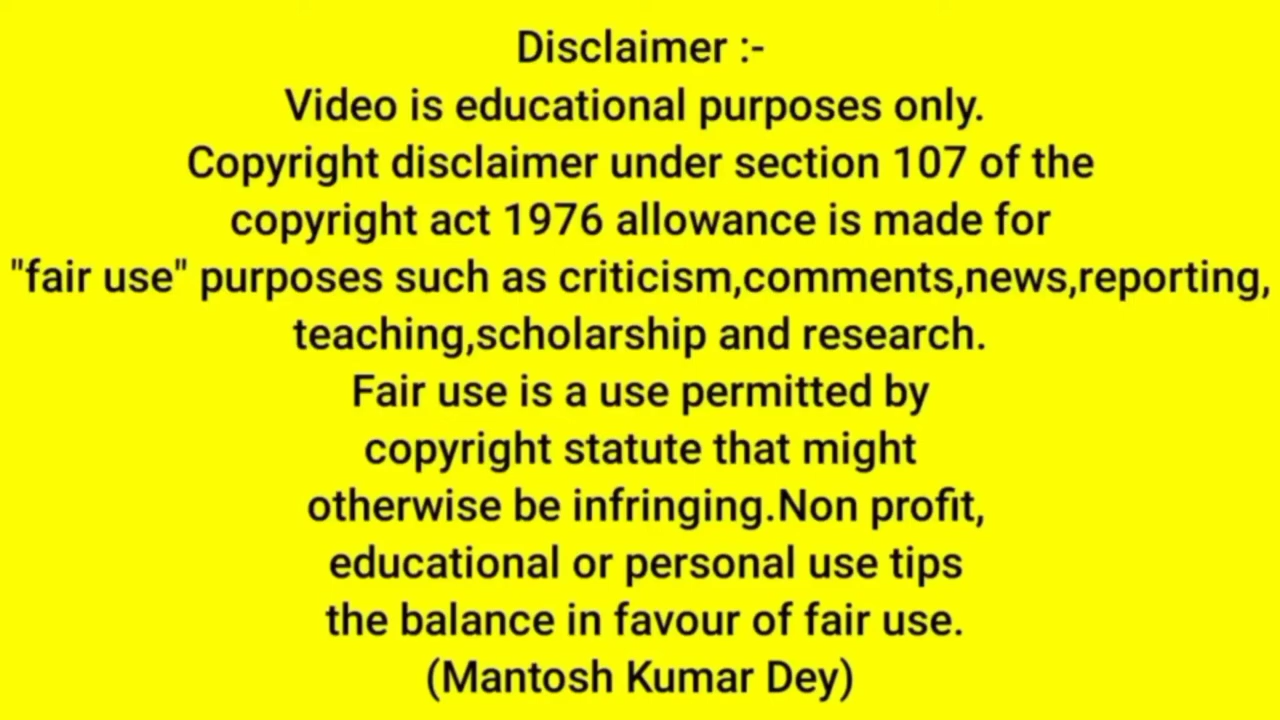 Disclaimer :-
Video is educational purposes only.
Copyright disclaimer under section 107 of the
copyright act 1976 allowance is made for
"fair use" purposes such as criticism,comments,news,reporting,
teaching,scholarship and research.
Fair use is a use permitted by
copyright statute that might
otherwise be infringing.Non profit,
educational or personal use tips
the balance in favour of fair use.
(Mantosh Kumar Dey)